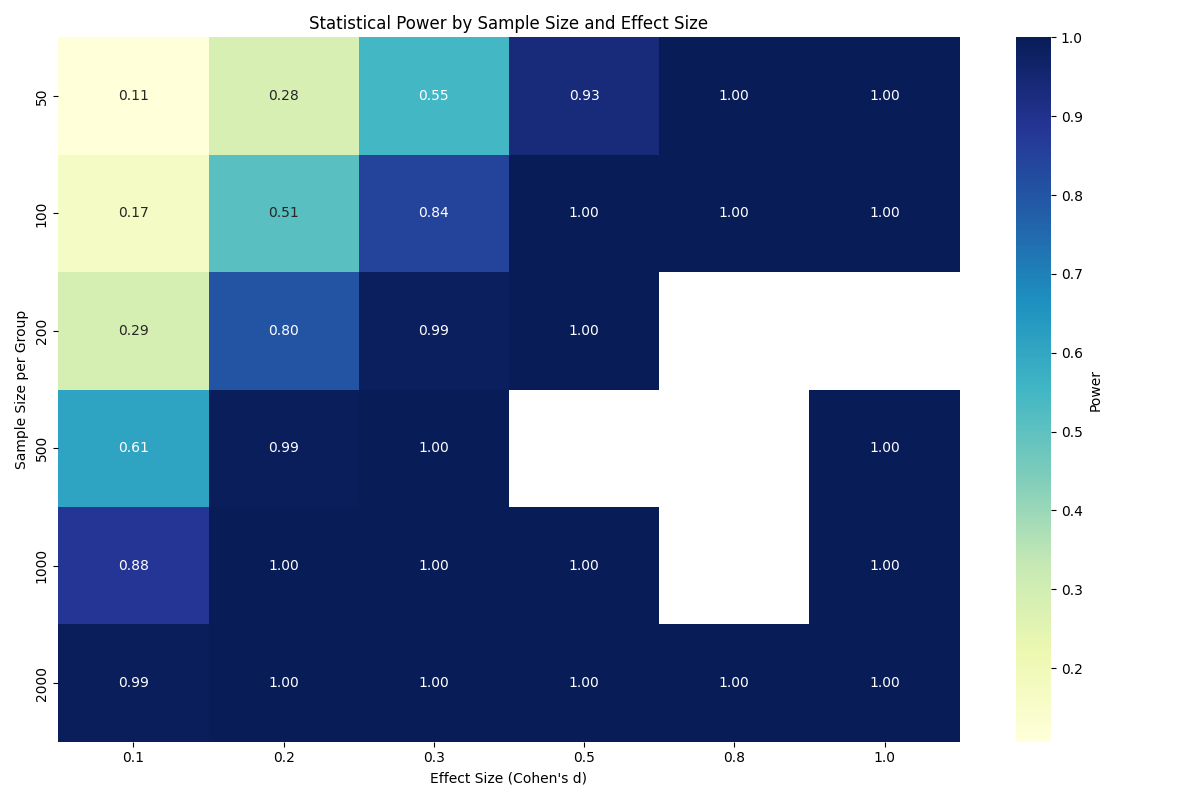 Statistical Power by Sample Size and Effect Size
50 0.11 0.28 0.55 0.93 1.00 1.00
100 0.17 0.51 0.84 1.00 1.00 1.00
200 0.29 0.80 0.99 1.00
500 0.61 0.99 1.00 1.00
1000 0.88 1.00 1.00 1.00 1.00
2000 0.99 1.00 1.00 1.00 1.00 1.00
0.1 0.2 0.3 0.5 0.8 1.0
Effect Size (Cohen's d)
Sample Size per Group
1.0
0.9
0.8
0.7
0.6
0.5
0.4
0.3
0.2
Power